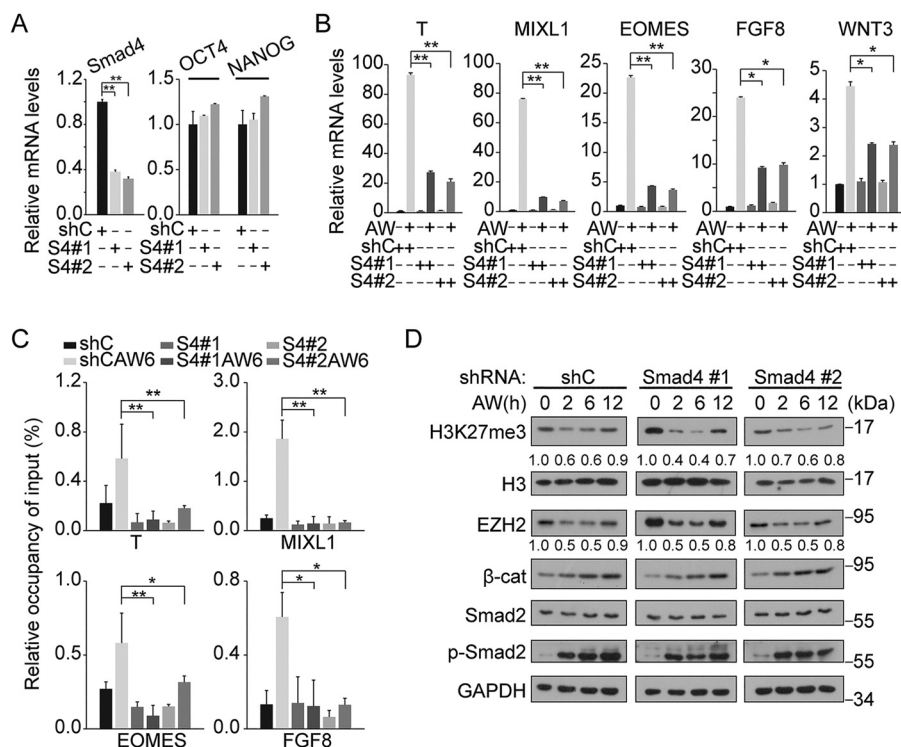 A
Relative mRNA levels
Smad4
OCT4 NANOG
1.2
0.8
0.4
0.0
1.5
1.0
0.5
0.0
**
**
shC + - - + - - + - -
S4#1 - + - - + - - + -
S4#2 - - + - - + - - +
B
Relative mRNA levels
T MIXL1 EOMES FGF8 WNT3
100
80
60
40
20
0
100
80
60
40
20
0
30
20
10
0
40
30
20
10
0
6
5
4
3
2
1
0
**
**
**
**
**
**
*
*
*
*
AW - + - + - + - + - + - + - + - + - + - + - + - + - + - + - +
shC ++---- ++---- ++---- ++---- ++----
S4#1 --++-- --++-- --++-- --++-- --++--
S4#2 ----++ ----++ ----++ ----++ ----++
C
shC S4#1 S4#2
shCAW6 S4#1AW6 S4#2AW6
Relative occupancy of input (%)
1.2
0.8
0.4
0.0
**
**
T
3.0
2.0
1.0
0.0
**
**
MIXL1
1.0
0.5
0.0
*
**
EOMES
1.2
0.8
0.4
0.0
*
*
FGF8
D
shRNA: shC Smad4 #1 Smad4 #2
AW(h) 0 2 6 12 0 2 6 12 0 2 6 12 (kDa)
H3K27me3 -17
1.0 0.6 0.6 0.9 1.0 0.4 0.4 0.7 1.0 0.7 0.6 0.8
H3 -17
EZH2 -95
1.0 0.5 0.5 0.9 1.0 0.5 0.5 0.8 1.0 0.5 0.5 0.8
β-cat -95
Smad2 -55
p-Smad2 -55
GAPDH -34